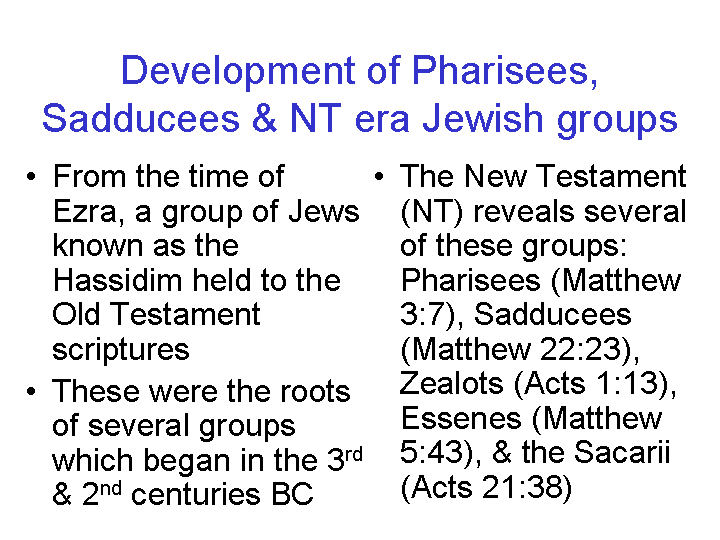 Development of Pharisees,
Sadducees & NT era Jewish groups
• From the time of
Ezra, a group of Jews
known as the
Hassidim held to the
Old Testament
scriptures
• These were the roots
of several groups
which began in the 3rd
& 2nd centuries BC
• The New Testament
(NT) reveals several
of these groups:
Pharisees (Matthew
3:7), Sadducees
(Matthew 22:23),
Zealots (Acts 1:13),
Essenes (Matthew
5:43), & the Sacarii
(Acts 21:38)